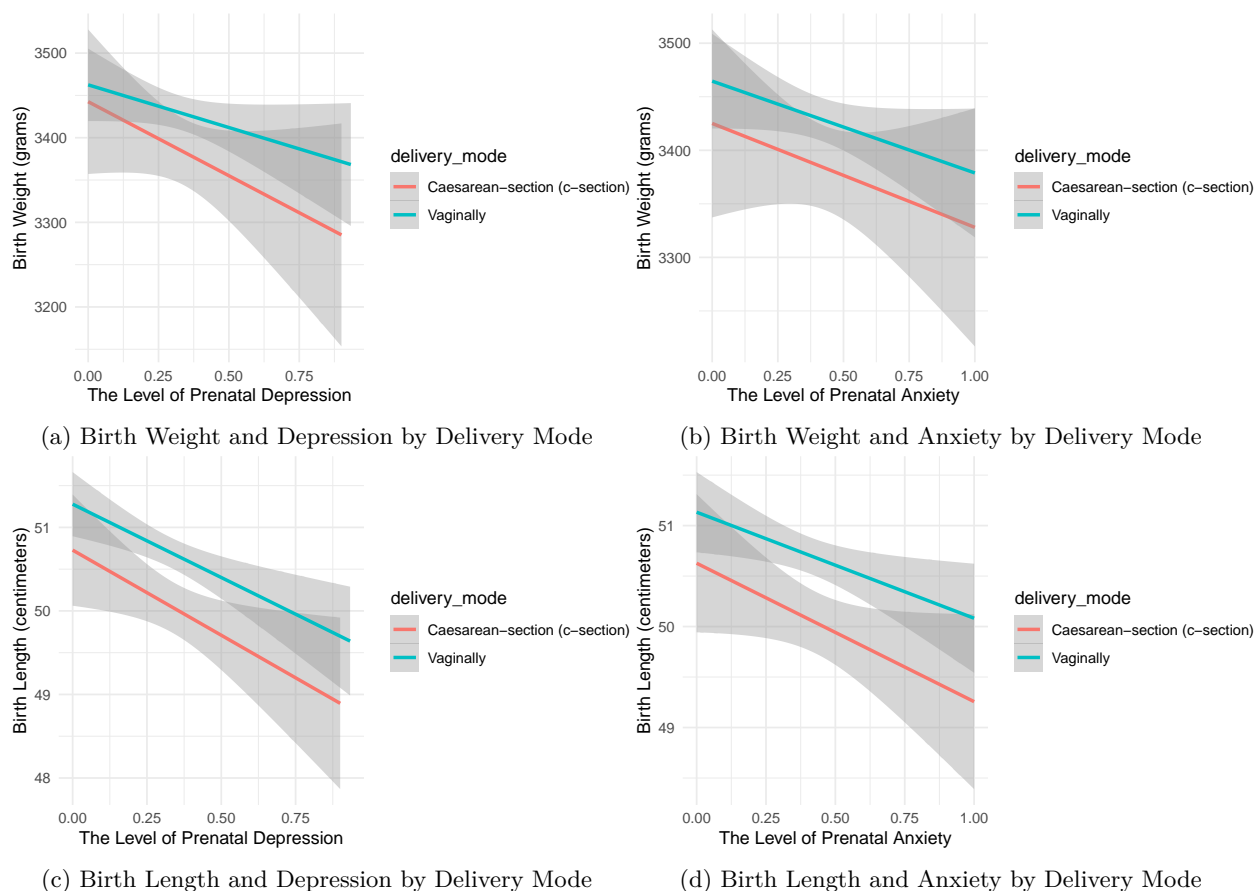 3500
3400
3300
3200
Birth Weight (grams)
0.00 0.25 0.50 0.75
The Level of Prenatal Depression
delivery_mode
Caesarean−section (c−section)
Vaginally
(a) Birth Weight and Depression by Delivery Mode
3500
3400
3300
Birth Weight (grams)
0.00 0.25 0.50 0.75 1.00
The Level of Prenatal Anxiety
delivery_mode
Caesarean−section (c−section)
Vaginally
(b) Birth Weight and Anxiety by Delivery Mode
51
50
49
48
Birth Length (centimeters)
0.00 0.25 0.50 0.75
The Level of Prenatal Depression
delivery_mode
Caesarean−section (c−section)
Vaginally
(c) Birth Length and Depression by Delivery Mode
51
50
49
Birth Length (centimeters)
0.00 0.25 0.50 0.75 1.00
The Level of Prenatal Anxiety
delivery_mode
Caesarean−section (c−section)
Vaginally
(d) Birth Length and Anxiety by Delivery Mode